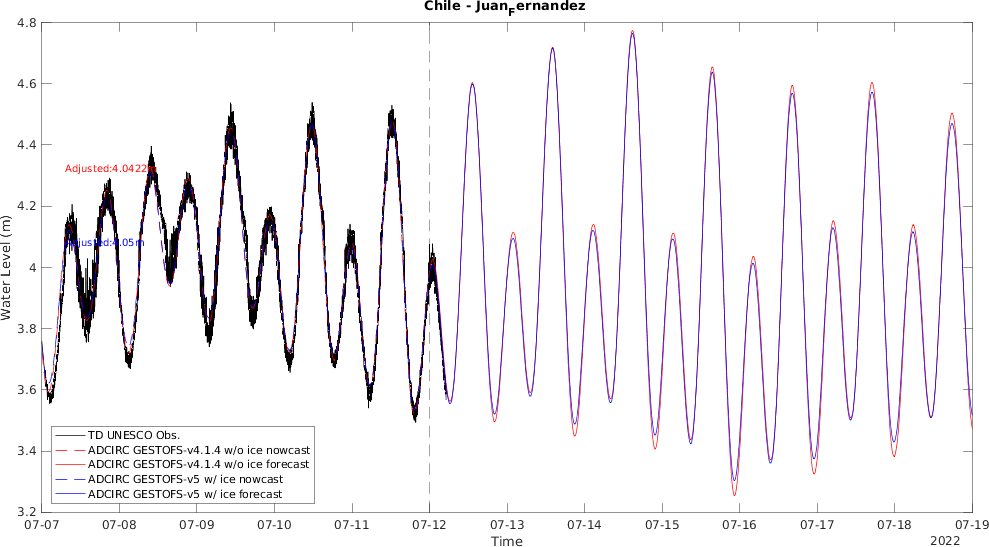 Chile - JuanFernandez
4.8
4.6
4.4
4.2
4
3.8
3.6
3.4
3.2
Water Level (m)
Adjusted:4.0422m
Adjusted:4.05m
TD UNESCO Obs.
ADCIRC GESTOFS-v4.1.4 w/o ice nowcast
ADCIRC GESTOFS-v4.1.4 w/o ice forecast
ADCIRC GESTOFS-v5 w/ ice nowcast
ADCIRC GESTOFS-v5 w/ ice forecast
07-07 07-08 07-09 07-10 07-11 07-12 07-13 07-14 07-15 07-16 07-17 07-18 07-19
Time
2022